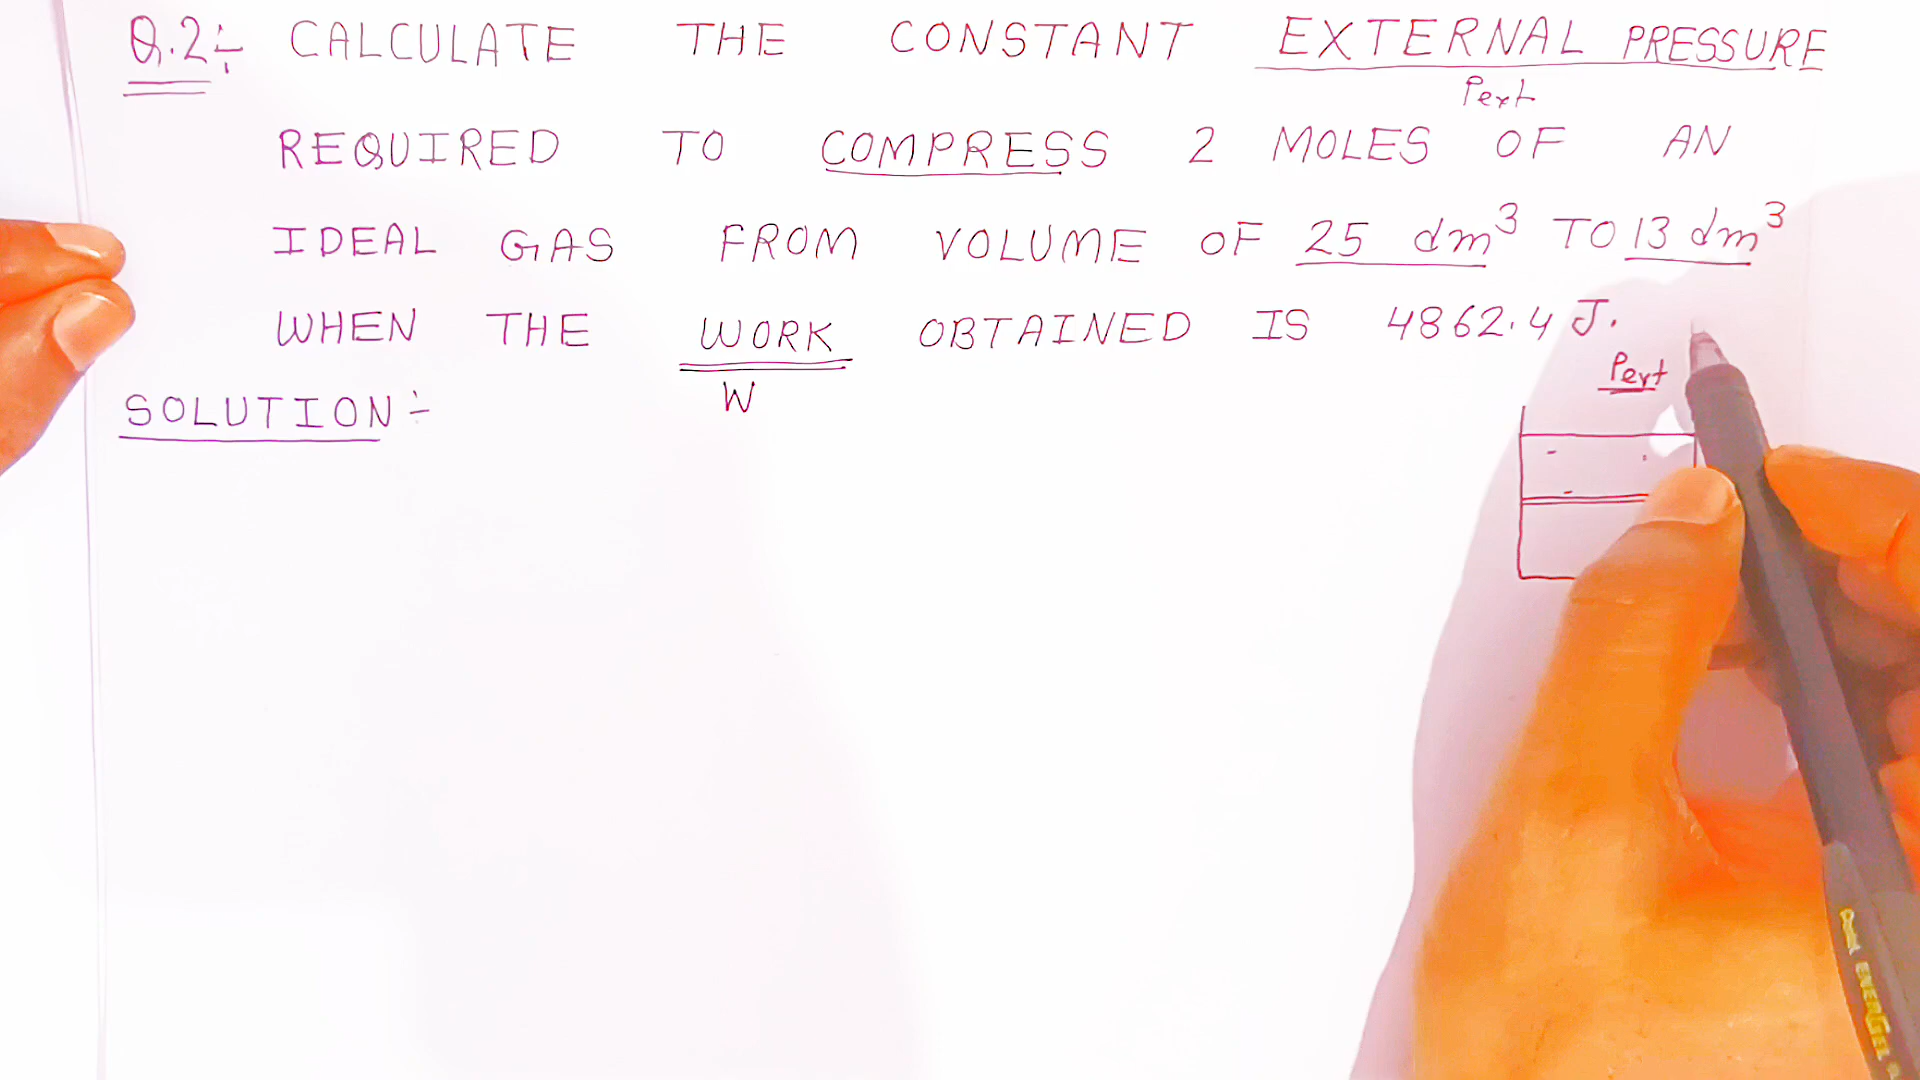 Q.2:- CALCULATE THE CONSTANT EXTERNAL PRESSURE
Pext
REQUIRED TO COMPRESS 2 MOLES OF AN
IDEAL GAS FROM VOLUME OF 25 dm³ TO 13 dm³
WHEN THE WORK OBTAINED IS 4862.4 J.
W
Pext
SOLUTION:-